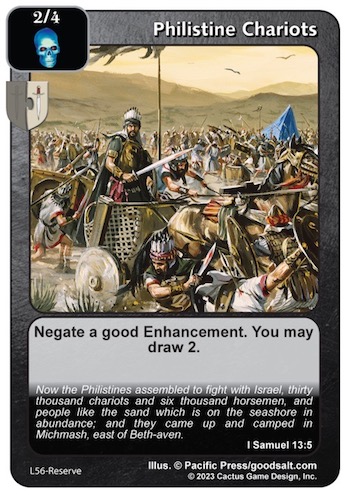 2/4
Philistine Chariots
Negate a good Enhancement. You may
draw 2.
Now the Philistines assembled to fight with Israel, thirty
thousand chariots and six thousand horsemen, and
people like the sand which is on the seashore in
abundance; and they came up and camped in
Michmash, east of Beth-aven.
I Samuel 13:5
L56-Reserve
Illus. © Pacific Press/goodsalt.com
© 2023 Cactus Game Design, Inc.